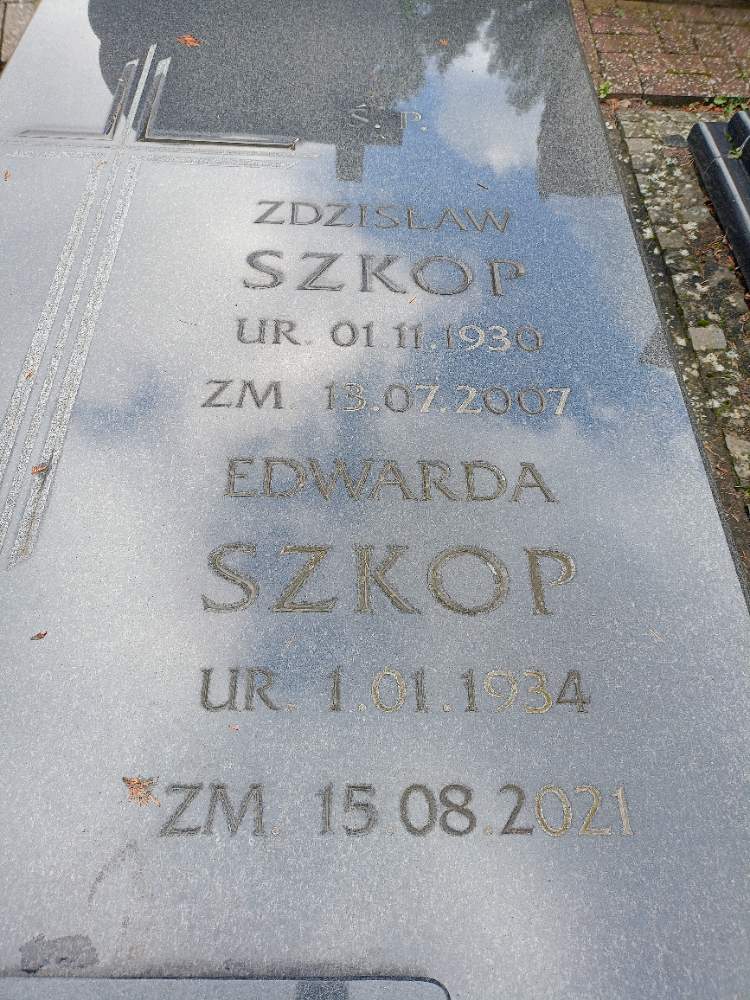 Ś. P.
ZDZISŁAW
SZKOP
UR. 01.11.1930
ZM. 13.07.2007
EDWARDA
SZKOP
UR. 1.01.1934
ZM. 15.08.2021